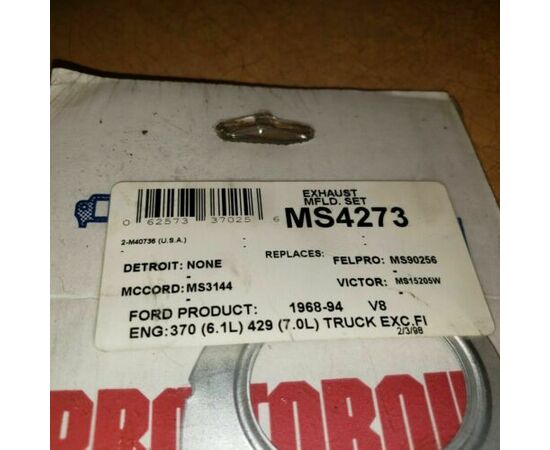 EXHAUST
MFLD. SET
MS4273
0 62573 37025 6
2-M40736 (U.S.A.)
REPLACES:
DETROIT: NONE FELPRO: MS90256
MCCORD: MS3144 VICTOR: MS15205W
FORD PRODUCT: 1968-94 V8
ENG: 370 (6.1L) 429 (7.0L) TRUCK EXC.FI
2/3/98